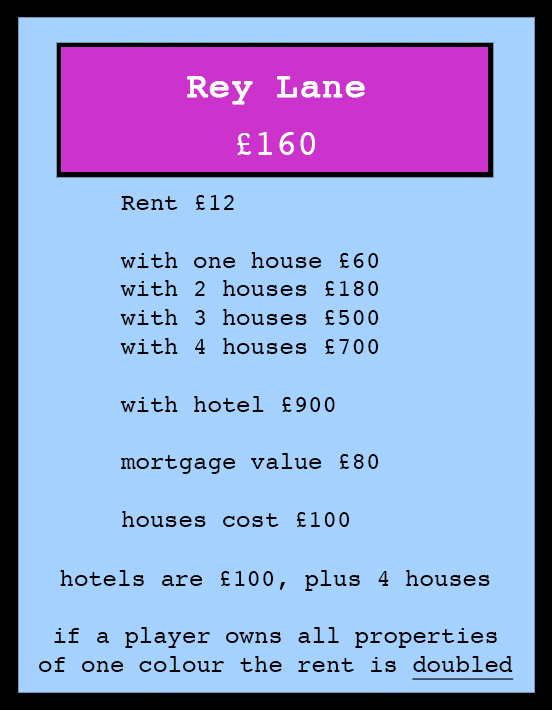 Rey Lane
£160
Rent £12
with one house £60
with 2 houses £180
with 3 houses £500
with 4 houses £700
with hotel £900
mortgage value £80
houses cost £100
hotels are £100, plus 4 houses
if a player owns all properties
of one colour the rent is doubled